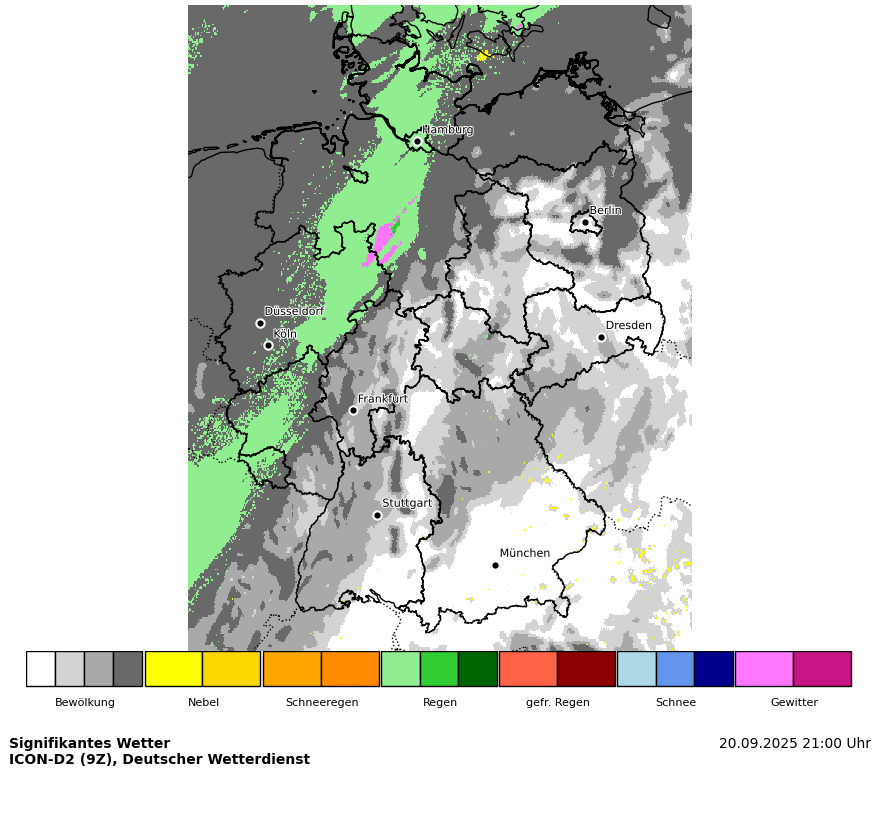 Hamburg
Berlin
Düsseldorf
Köln
Dresden
Frankfurt
Stuttgart
München
Bewölkung Nebel Schneeregen Regen gefr. Regen Schnee Gewitter
Signifikantes Wetter 20.09.2025 21:00 Uhr
ICON-D2 (9Z), Deutscher Wetterdienst